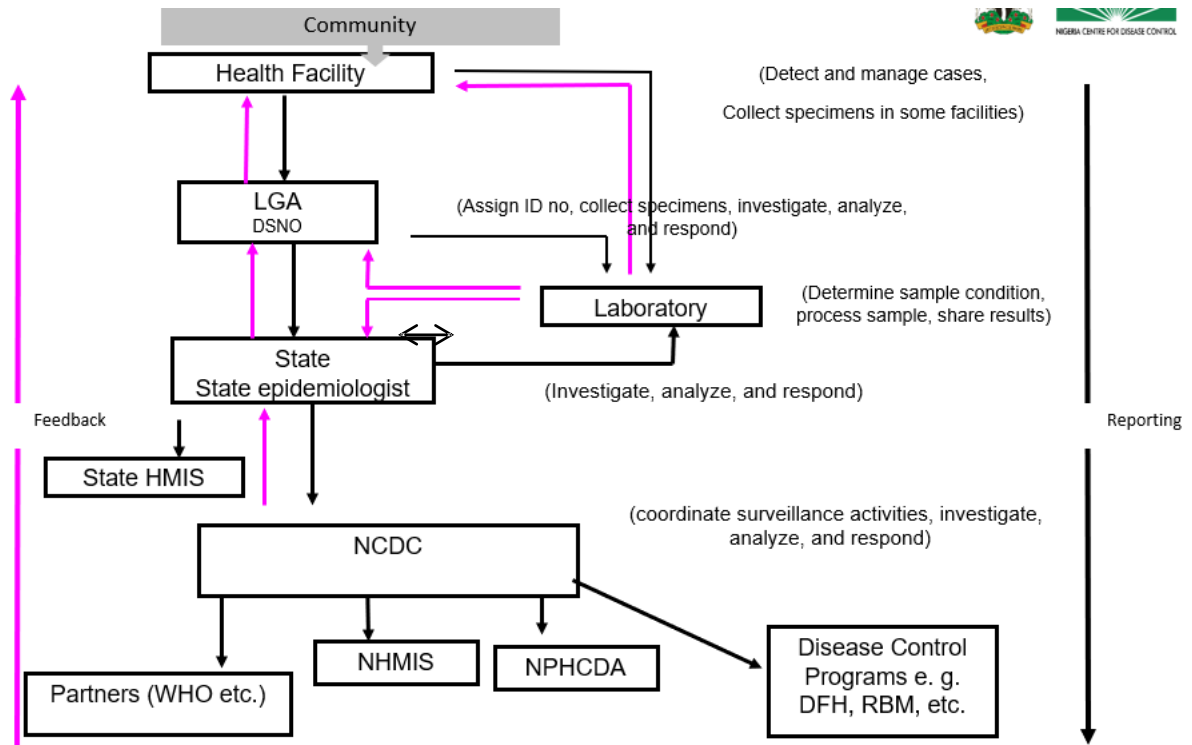 Community
NIGERIA CENTRE FOR DISEASE CONTROL
Health Facility
(Detect and manage cases,
Collect specimens in some facilities)
LGA
DSNO
(Assign ID no, collect specimens, investigate, analyze,
and respond)
Laboratory
(Determine sample condition,
process sample, share results)
State
State epidemiologist
(Investigate, analyze, and respond)
Feedback
Reporting
State HMIS
(coordinate surveillance activities, investigate,
analyze, and respond)
NCDC
Partners (WHO etc.)
NHMIS
NPHCDA
Disease Control
Programs e. g.
DFH, RBM, etc.